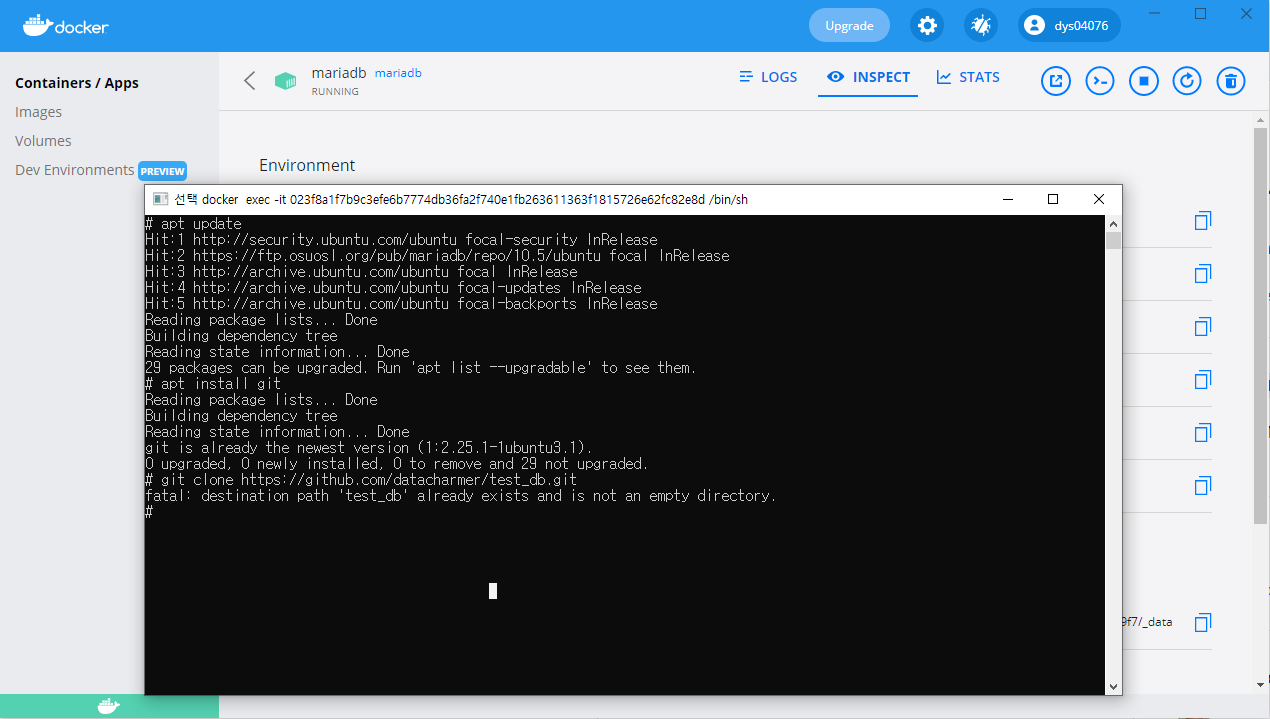 docker
Upgrade
dys04076
Containers / Apps
Images
Volumes
Dev Environments PREVIEW
mariadb mariadb
RUNNING
LOGS
INSPECT
STATS
Environment
선택 docker exec -it 023f8a1f7b9c3efe6b7774db36fa2f740e1fb263611363f1815726e62fc82e8d /bin/sh
# apt update
Hit:1 http://security.ubuntu.com/ubuntu focal-security InRelease
Hit:2 https://ftp.osuosl.org/pub/mariadb/repo/10.5/ubuntu focal InRelease
Hit:3 http://archive.ubuntu.com/ubuntu focal InRelease
Hit:4 http://archive.ubuntu.com/ubuntu focal-updates InRelease
Hit:5 http://archive.ubuntu.com/ubuntu focal-backports InRelease
Reading package lists... Done
Building dependency tree
Reading state information... Done
29 packages can be upgraded. Run 'apt list --upgradable' to see them.
# apt install git
Reading package lists... Done
Building dependency tree
Reading state information... Done
git is already the newest version (1:2.25.1-1ubuntu3.1).
0 upgraded, 0 newly installed, 0 to remove and 29 not upgraded.
# git clone https://github.com/datacharmer/test_db.git
fatal: destination path 'test_db' already exists and is not an empty directory.
#
9f7/_data